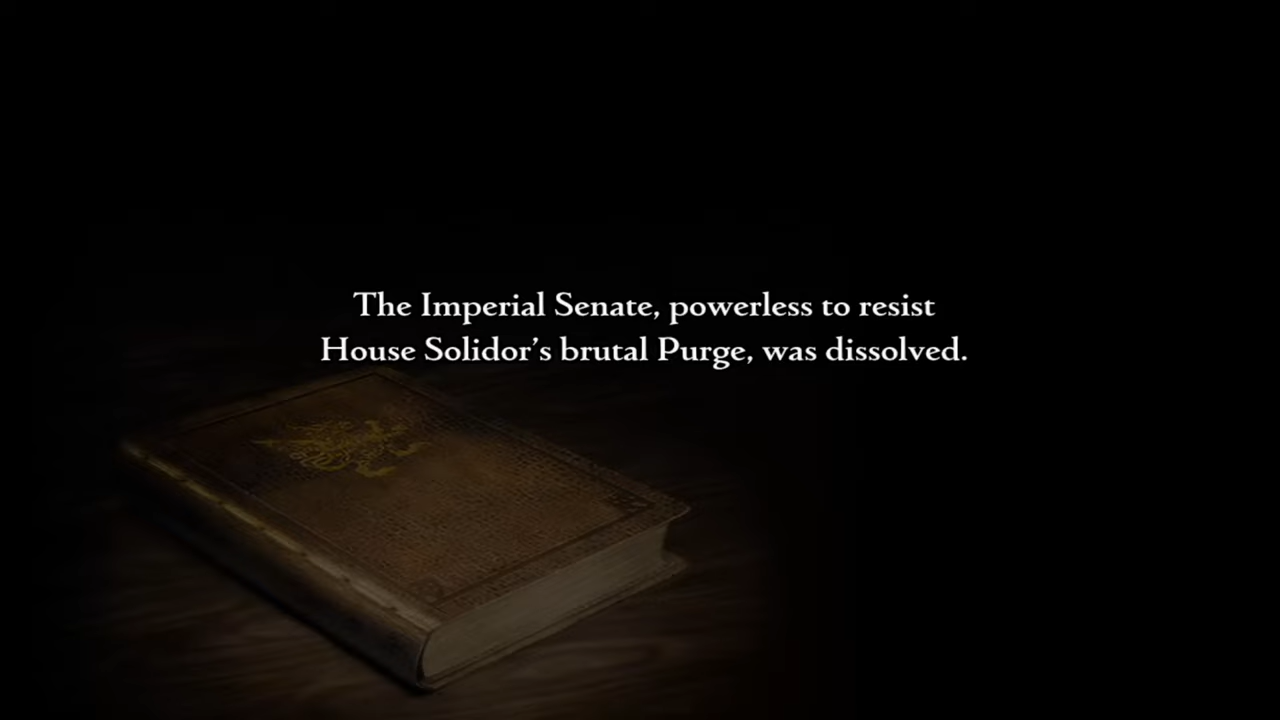 The Imperial Senate, powerless to resist
House Solidor’s brutal Purge, was dissolved.